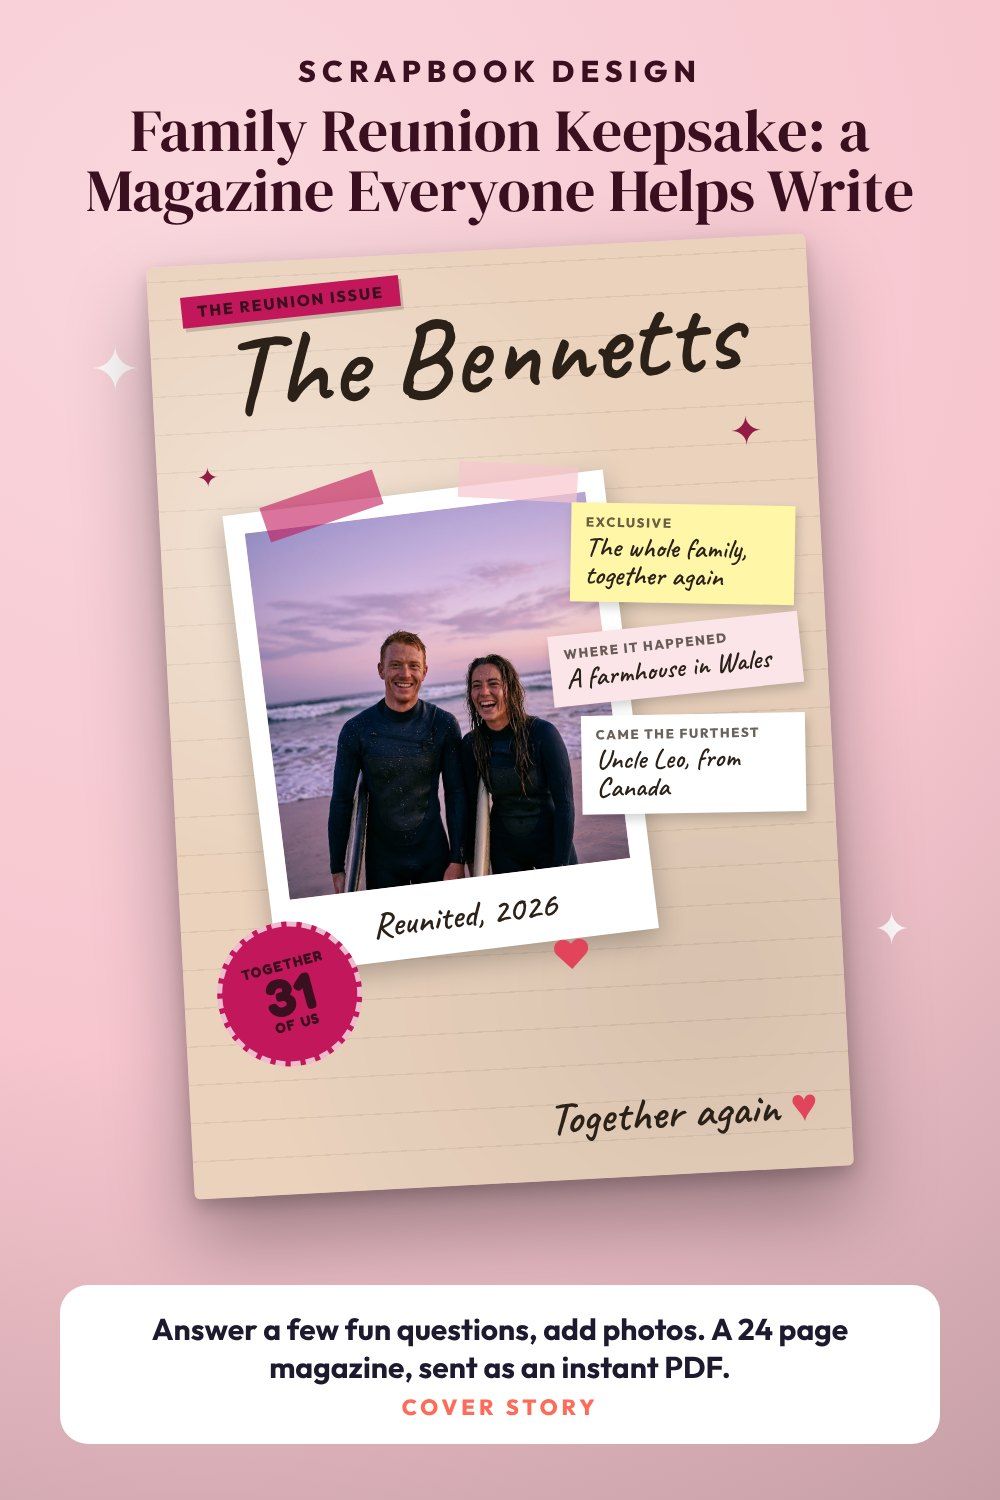 SCRAPBOOK DESIGN
Family Reunion Keepsake: a
Magazine Everyone Helps Write
THE REUNION ISSUE
The Bennetts
EXCLUSIVE
The whole family,
together again
WHERE IT HAPPENED
A farmhouse in Wales
CAME THE FURTHEST
Uncle Leo, from
Canada
Reunited, 2026
TOGETHER
31
OF US
Together again
Answer a few fun questions, add photos. A 24 page
magazine, sent as an instant PDF.
COVER STORY